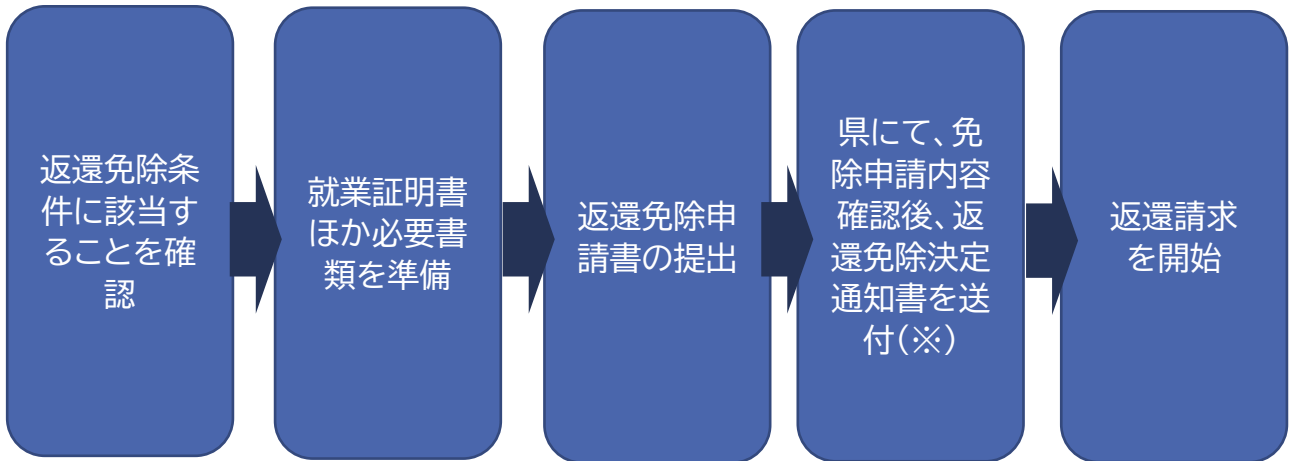 返還免除条
件に該当す
ることを確
認
就業証明書
ほか必要書
類を準備
返還免除申
請書の提出
県にて、免
除申請内容
確認後、返
還免除決定
通知書を送
付(※)
返還請求
を開始